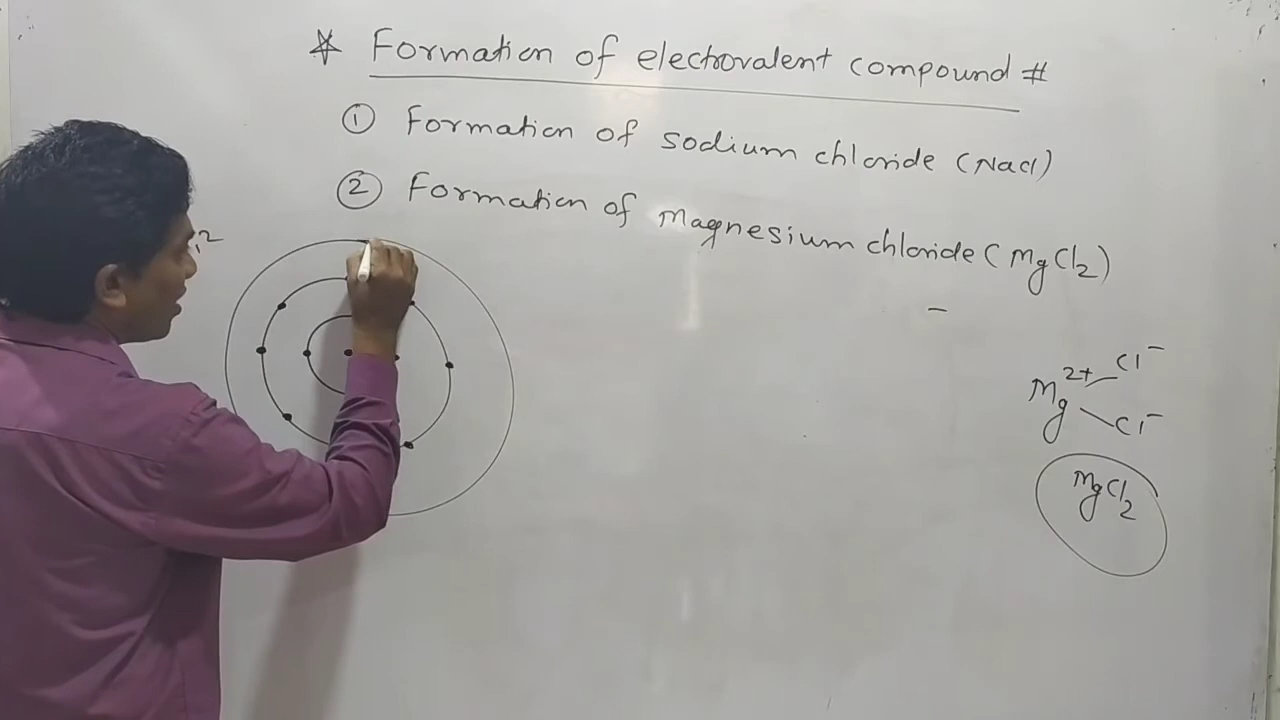 * Formation of electrovalent compound #
① Formation of sodium chloride (NaCl)
② Formation of Magnesium chloride (MgCl₂)
,2
Mg²⁺ Cl⁻
Cl⁻
MgCl₂